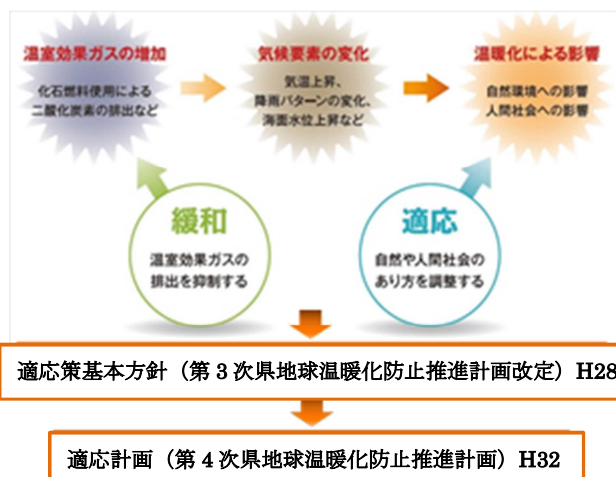 温室効果ガスの増加
化石燃料使用による
二酸化炭素の排出など
気候要素の変化
気温上昇、
降雨パターンの変化、
海面水位上昇など
温暖化による影響
自然環境への影響
人間社会への影響
緩和
温室効果ガスの
排出を抑制する
適応
自然や人間社会の
あり方を調整する
適応策基本方針（第３次県地球温暖化防止推進計画改定）H28
適応計画（第４次県地球温暖化防止推進計画）H32